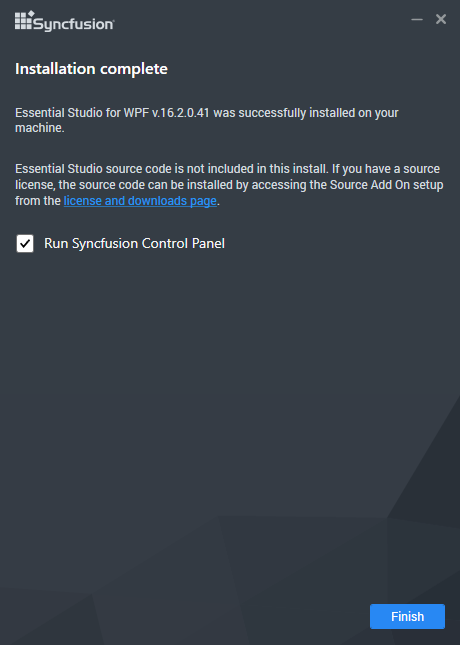 Syncfusion
Installation complete
Essential Studio for WPF v.16.2.0.41 was successfully installed on your
machine.
Essential Studio source code is not included in this install. If you have a source
license, the source code can be installed by accessing the Source Add On setup
from the license and downloads page.
Run Syncfusion Control Panel
Finish